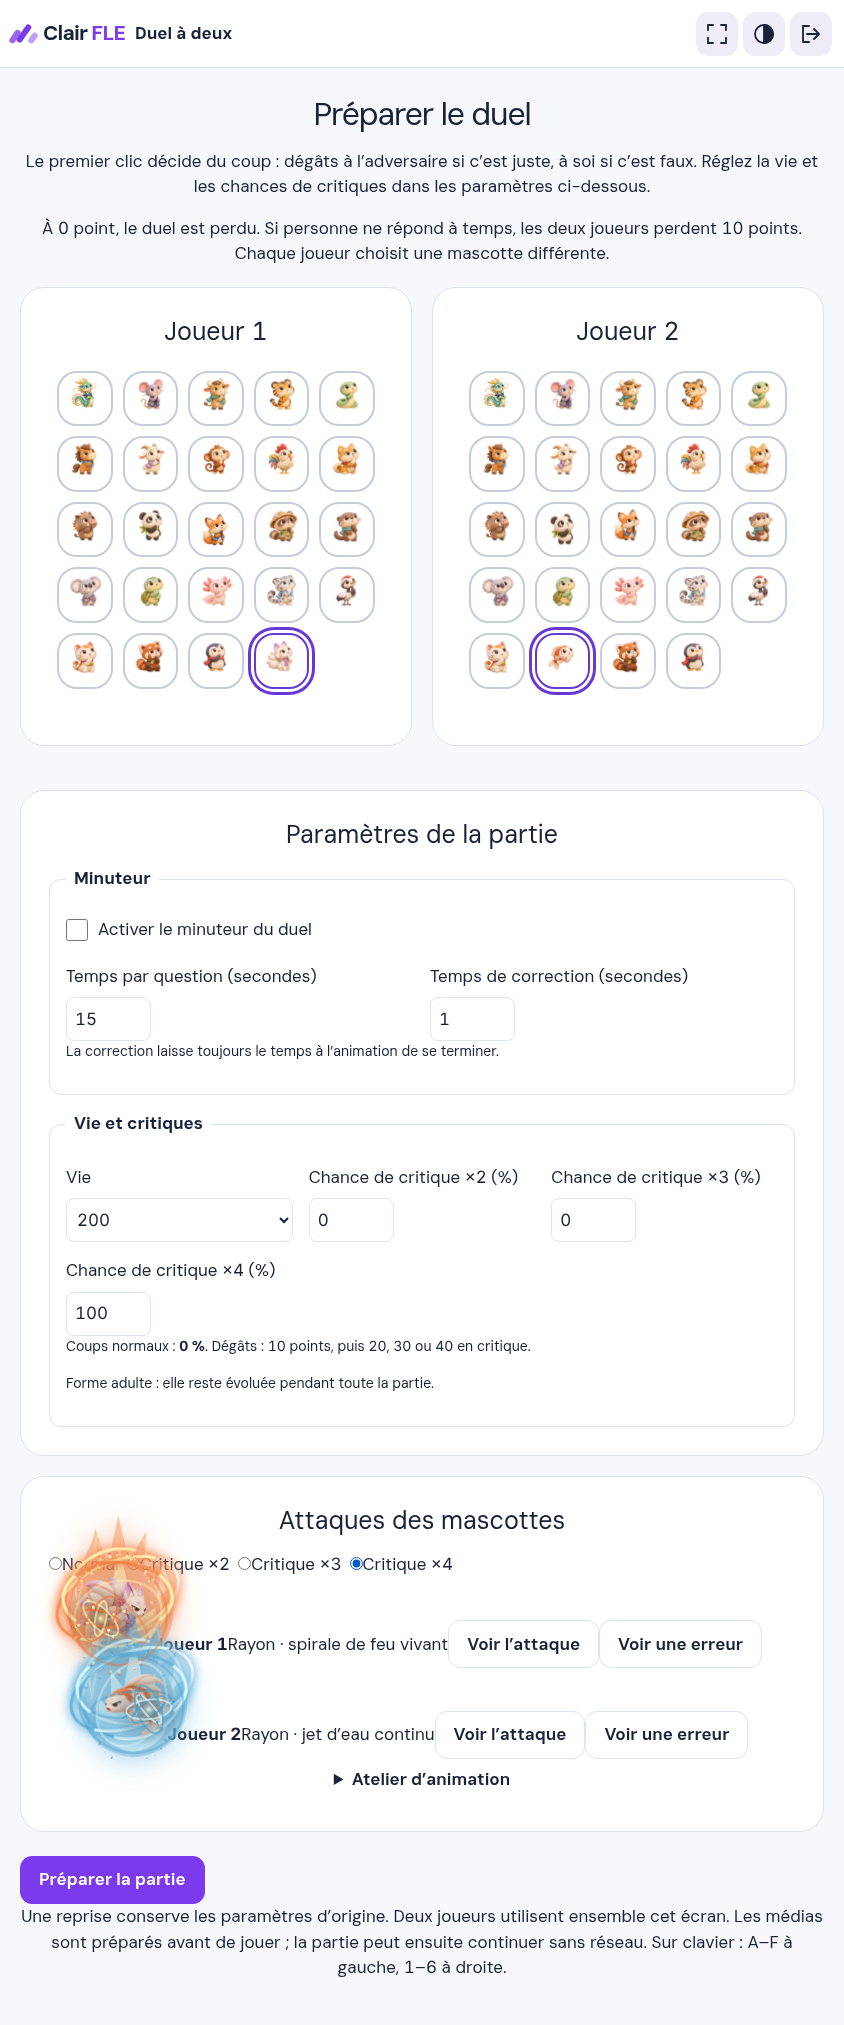 Clair FLE Duel à deux
Préparer le duel
Le premier clic décide du coup : dégâts à l’adversaire si c’est juste, à soi si c’est faux. Réglez la vie et
les chances de critiques dans les paramètres ci-dessous.
À 0 point, le duel est perdu. Si personne ne répond à temps, les deux joueurs perdent 10 points.
Chaque joueur choisit une mascotte différente.
Joueur 1
Joueur 2
Paramètres de la partie
Minuteur
Activer le minuteur du duel
Temps par question (secondes)
Temps de correction (secondes)
15
1
La correction laisse toujours le temps à l’animation de se terminer.
Vie et critiques
Vie
Chance de critique ×2 (%)
Chance de critique ×3 (%)
200
0
0
Chance de critique ×4 (%)
100
Coups normaux : 0 %. Dégâts : 10 points, puis 20, 30 ou 40 en critique.
Forme adulte : elle reste évoluée pendant toute la partie.
Attaques des mascottes
Normal Critique ×2 Critique ×3 Critique ×4
Joueur 1 Rayon · spirale de feu vivant Voir l’attaque Voir une erreur
Joueur 2 Rayon · jet d’eau continu Voir l’attaque Voir une erreur
Atelier d’animation
Préparer la partie
Une reprise conserve les paramètres d’origine. Deux joueurs utilisent ensemble cet écran. Les médias
sont préparés avant de jouer ; la partie peut ensuite continuer sans réseau. Sur clavier : A–F à
gauche, 1–6 à droite.